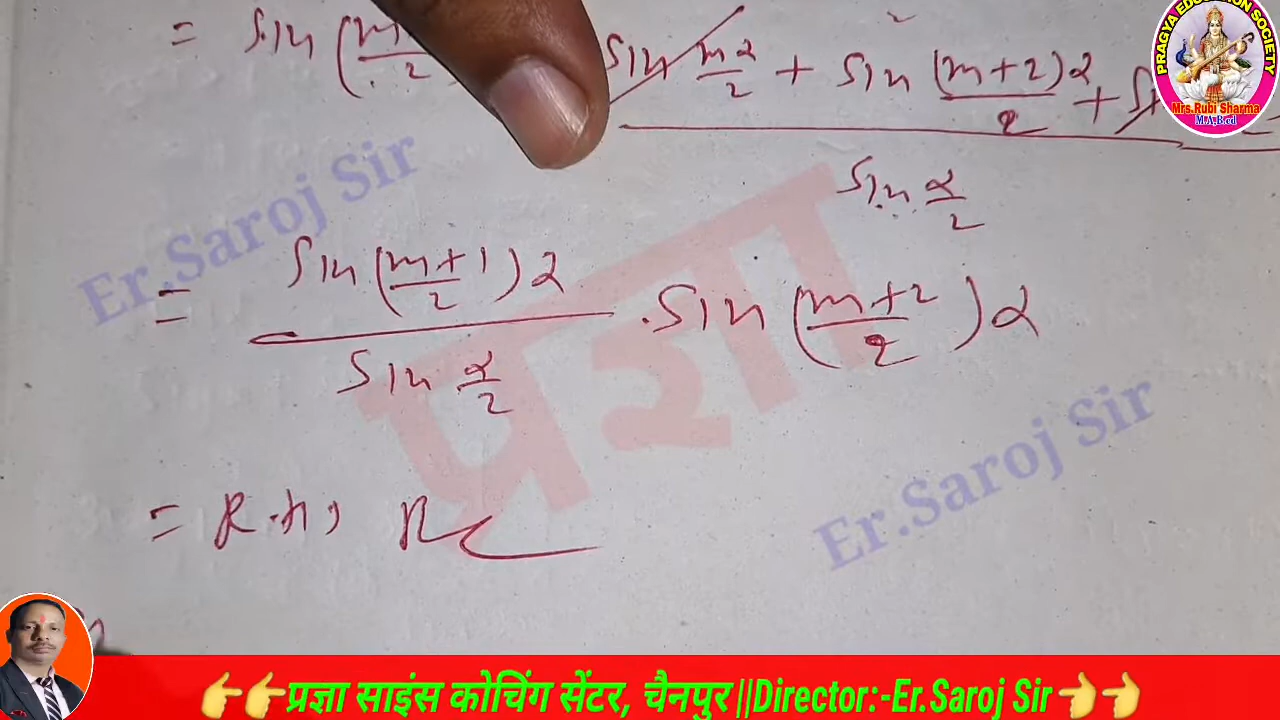 = sin (m/2 sin mα/2 + sin (m+2)α/2 +
sin α/2
= sin (m+1/2)α / sin α/2 . sin (m+2/2)α
= R.H.S
PRAGYA EDUCATION SOCIETY
Mrs.Rubi Sharma
M.A,B.ed
Er.Saroj Sir
प्रज्ञा
Er.Saroj Sir
👉👉प्रज्ञा साइंस कोचिंग सेंटर, चैनपुर||Director:-Er.Saroj Sir👈👈